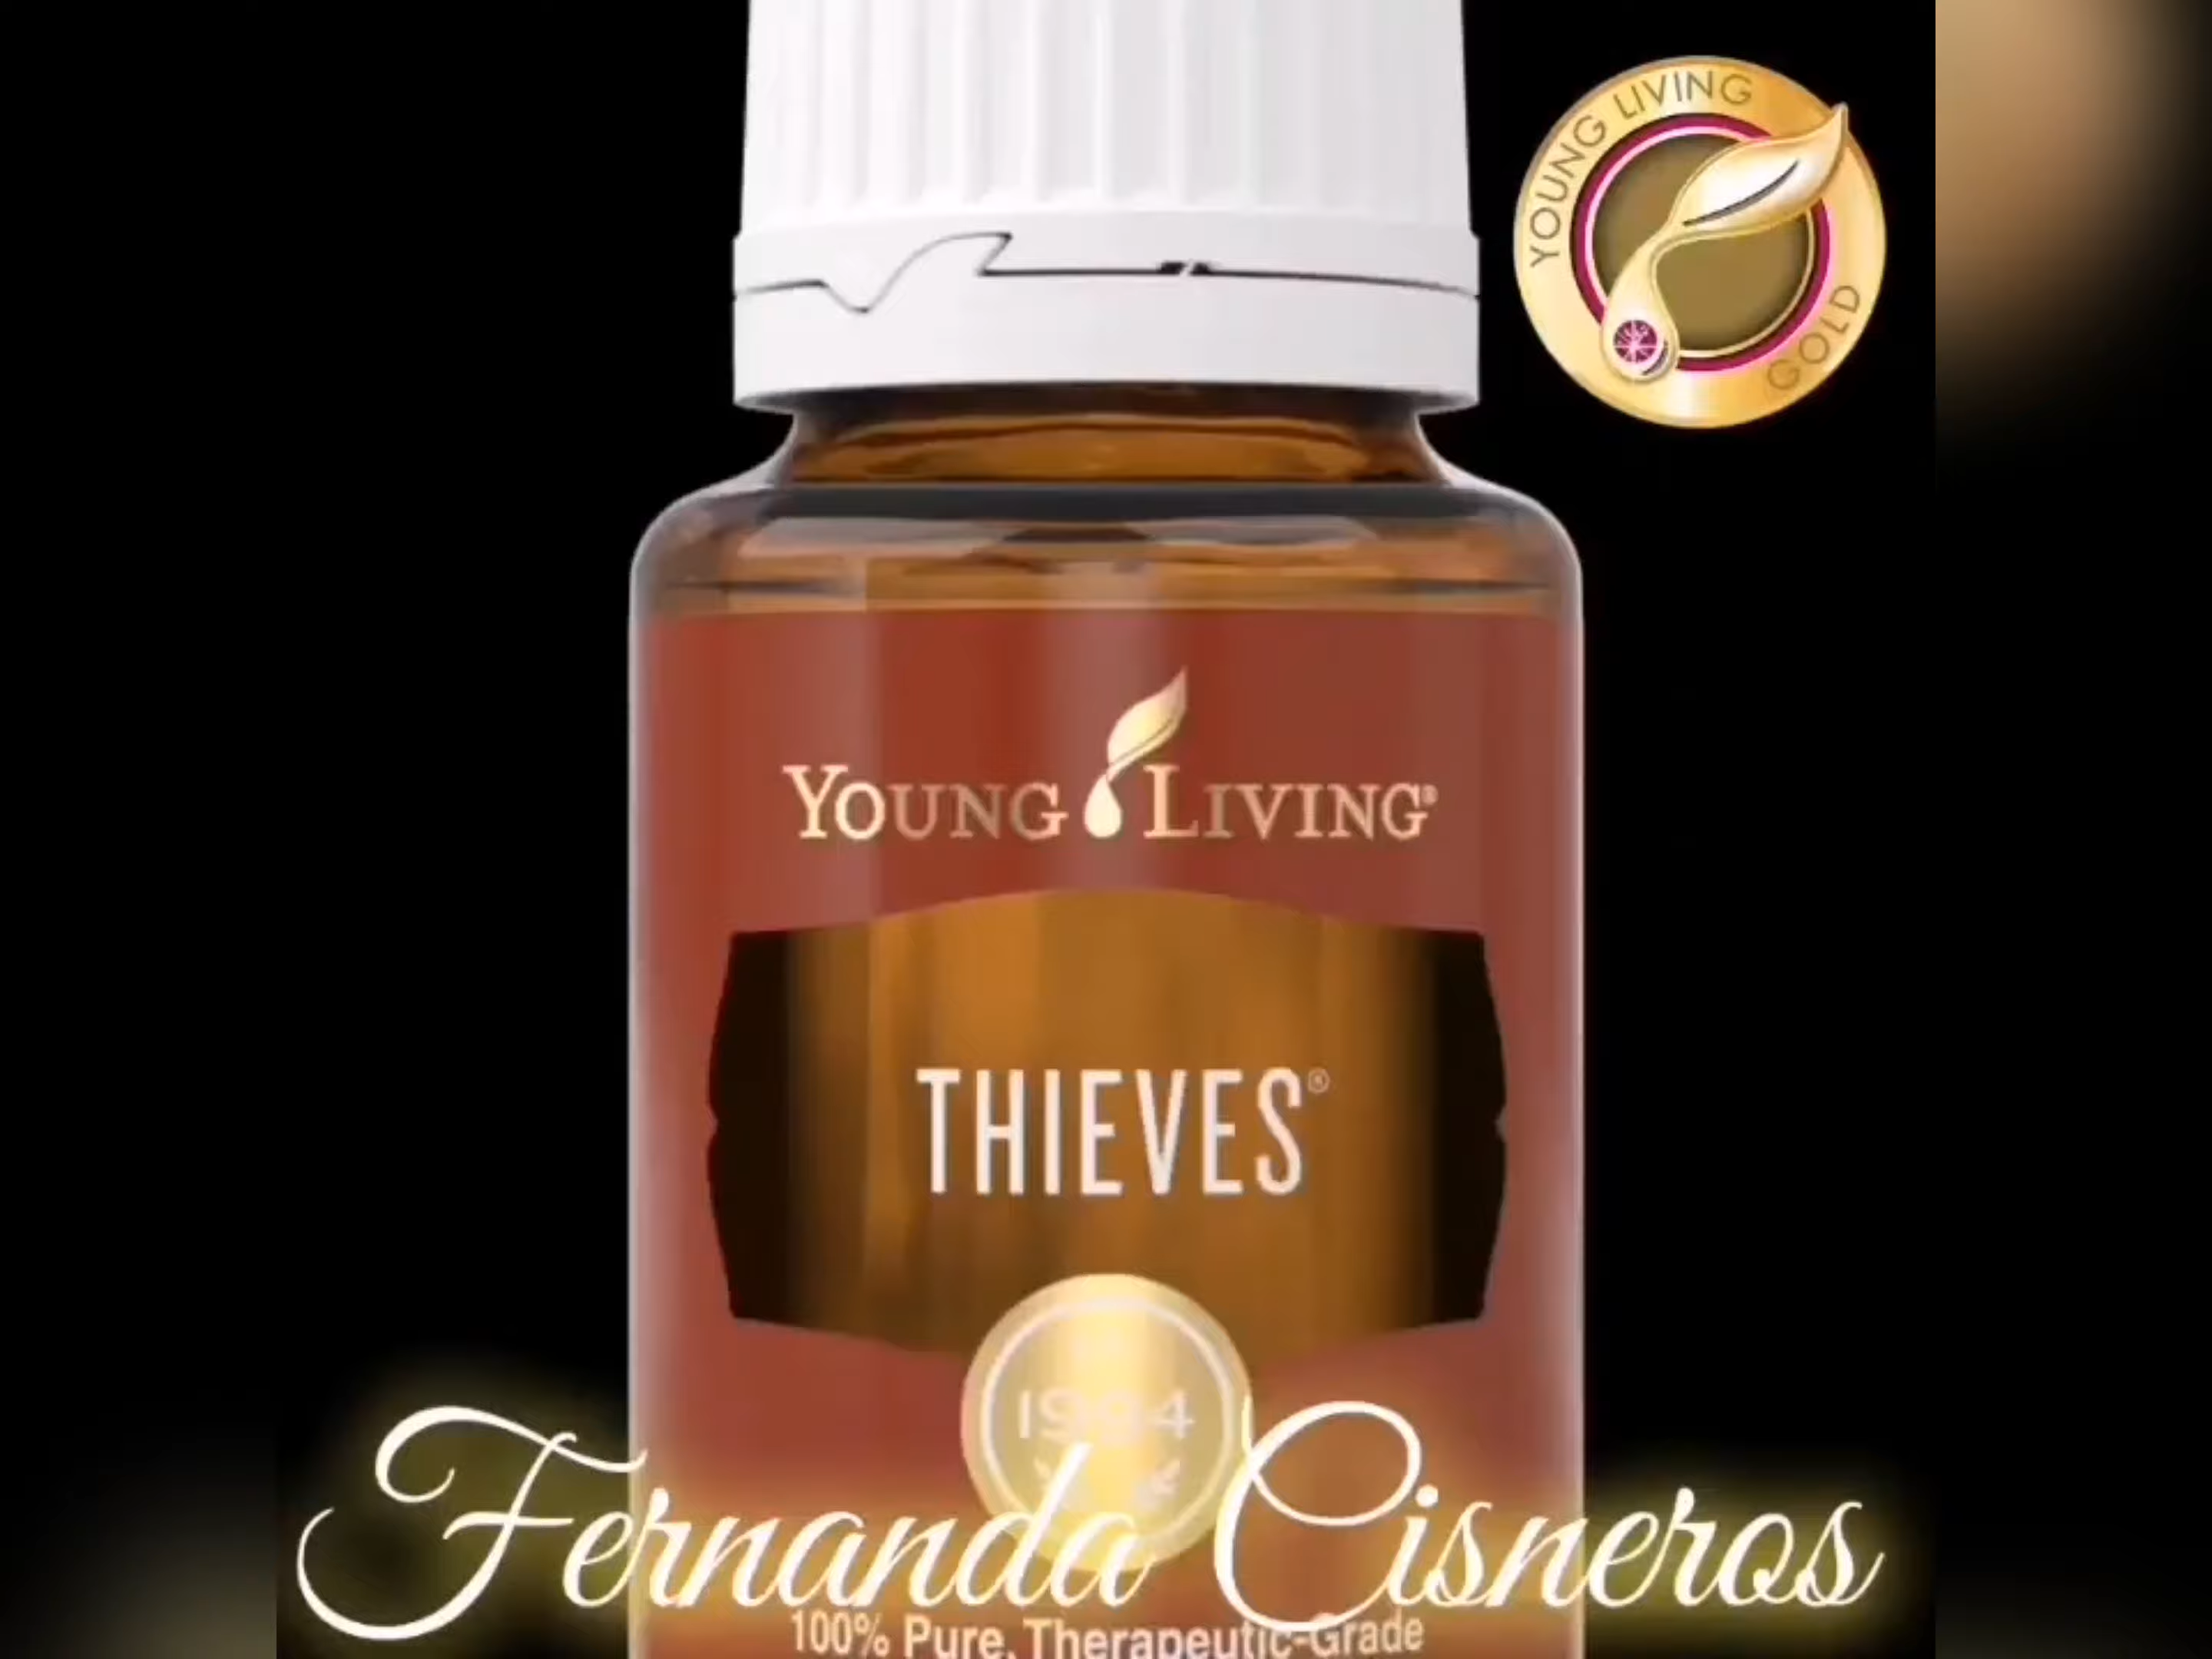 YOUNG LIVING
GOLD
YOUNG LIVING®
THIEVES®
Fernanda Cisneros
100% Pure, Therapeutic-Grade